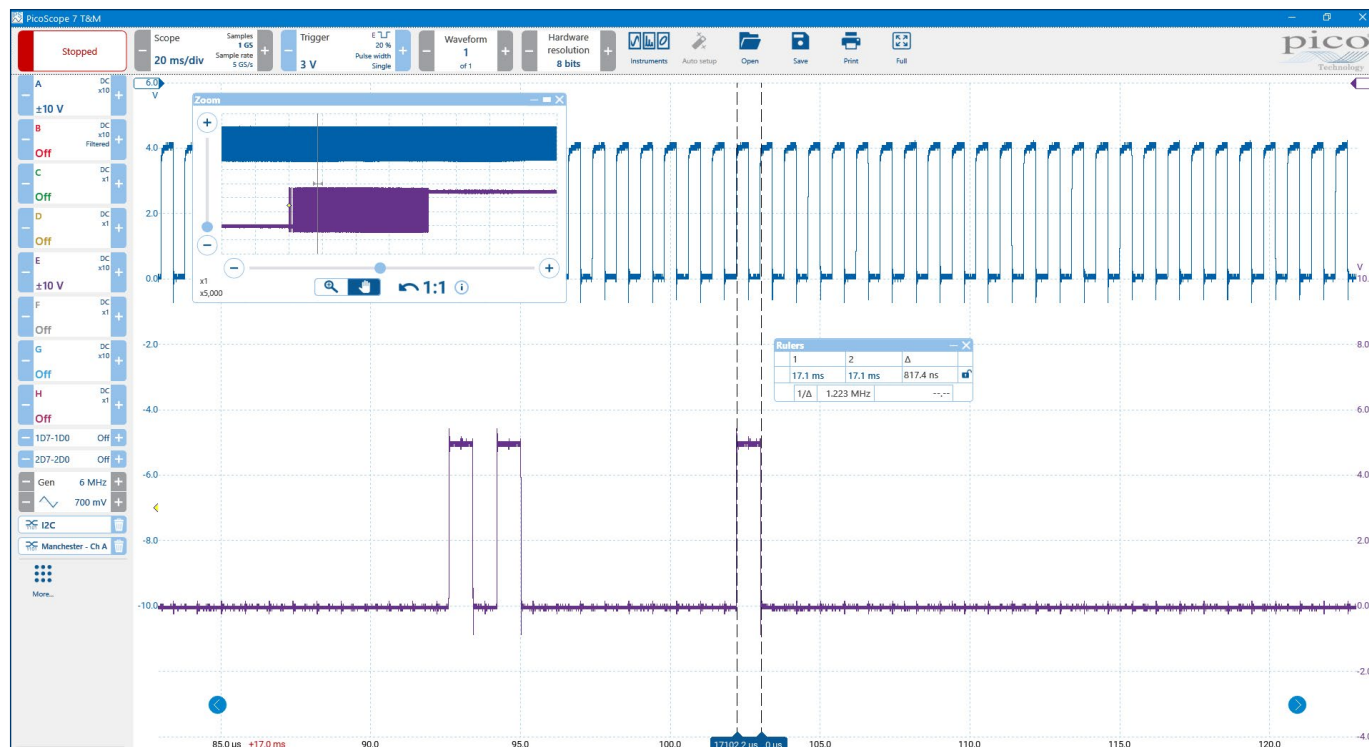 PicoScope 7 T&M
Stopped
Scope
20 ms/div
Samples
1 GS
Sample rate
5 GS/s
Trigger
3 V
E
20 %
Pulse width
Single
Waveform
1
of 1
Hardware
resolution
8 bits
Instruments
Auto setup
Open
Save
Print
Full
pico
Technology
A
DC
x10
±10 V
B
DC
x10
Filtered
Off
C
DC
x1
Off
D
DC
x1
Off
E
DC
x10
±10 V
F
DC
x1
Off
G
DC
x10
Off
H
DC
x1
Off
1D7-1D0 Off
2D7-2D0 Off
Gen 6 MHz
700 mV
I2C
Manchester - Ch A
More...
6.0
V
4.0
2.0
0.0
-2.0
-4.0
-6.0
-8.0
-10.0
Zoom
x1
x5,000
1:1
Rulers
1 2 Δ
17.1 ms 17.1 ms 817.4 ns
1/Δ 1.223 MHz --.--
V
10.0
8.0
6.0
4.0
2.0
0.0
-2.0
-4.0
85.0 us +17.0 ms 90.0 95.0 100.0 17102.2 us 105.0 110.0 115.0 120.0